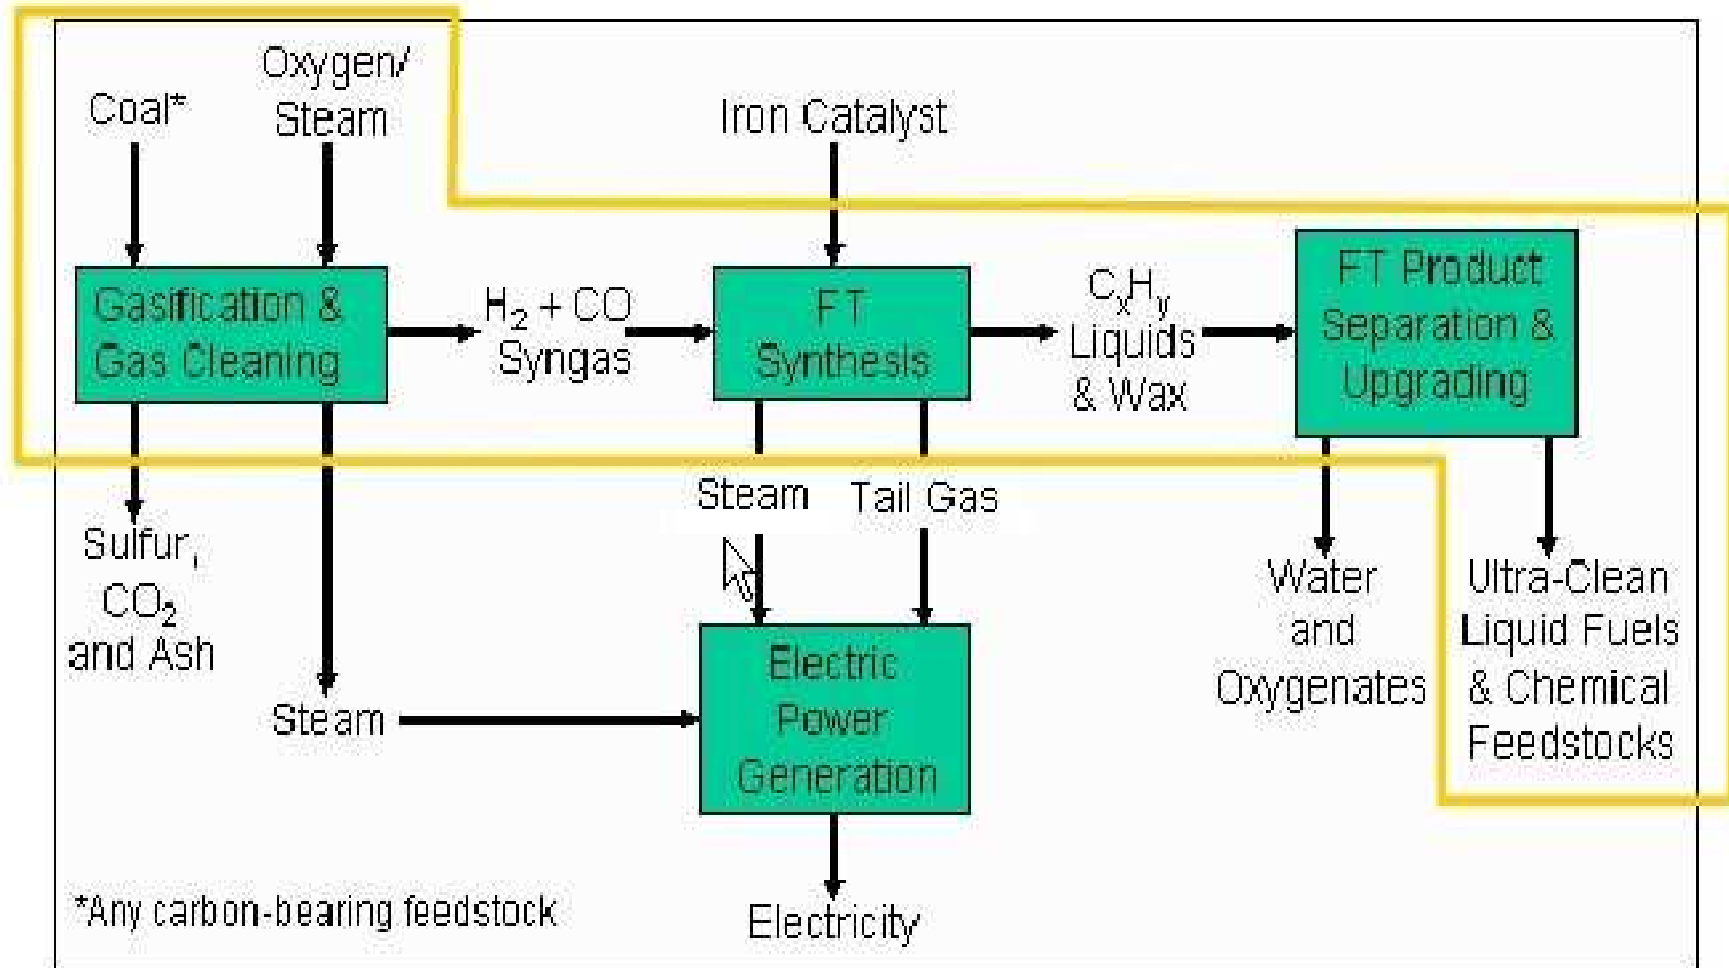 Coal*
Oxygen/
Steam
Iron Catalyst
Gasification &
Gas Cleaning
H₂ + CO
Syngas
FT
Synthesis
CₓHᵧ
Liquids
& Wax
FT Product
Separation &
Upgrading
Steam
Tail Gas
Sulfur,
CO₂
and Ash
Steam
Electric
Power
Generation
Water
and
Oxygenates
Ultra-Clean
Liquid Fuels
& Chemical
Feedstocks
*Any carbon-bearing feedstock
Electricity